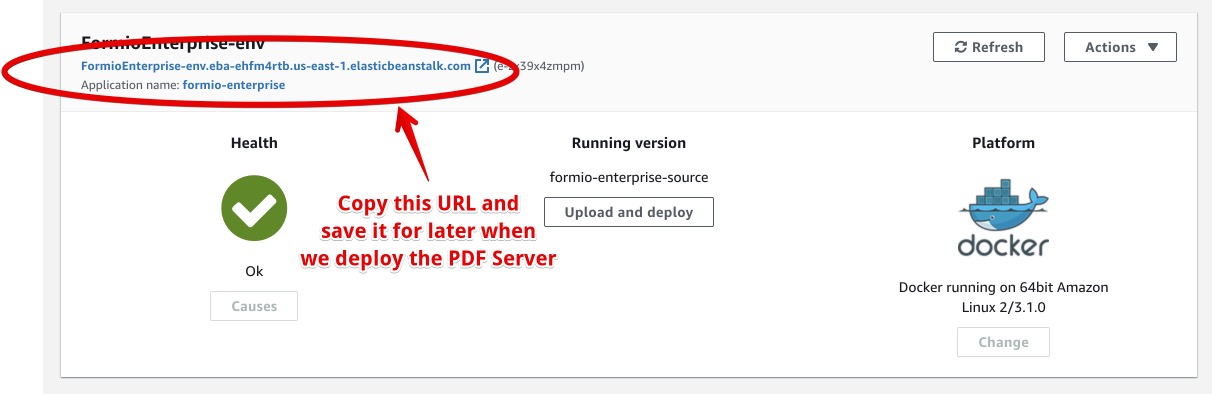 FormioEnterprise-env
FormioEnterprise-env.eba-ehfm4rtb.us-east-1.elasticbeanstalk.com
Application name: formio-enterprise
Refresh
Actions
Health
Running version
Platform
formio-enterprise-source
Upload and deploy
Copy this URL and
save it for later when
we deploy the PDF Server
docker
Ok
Causes
Docker running on 64bit Amazon
Linux 2/3.1.0
Change